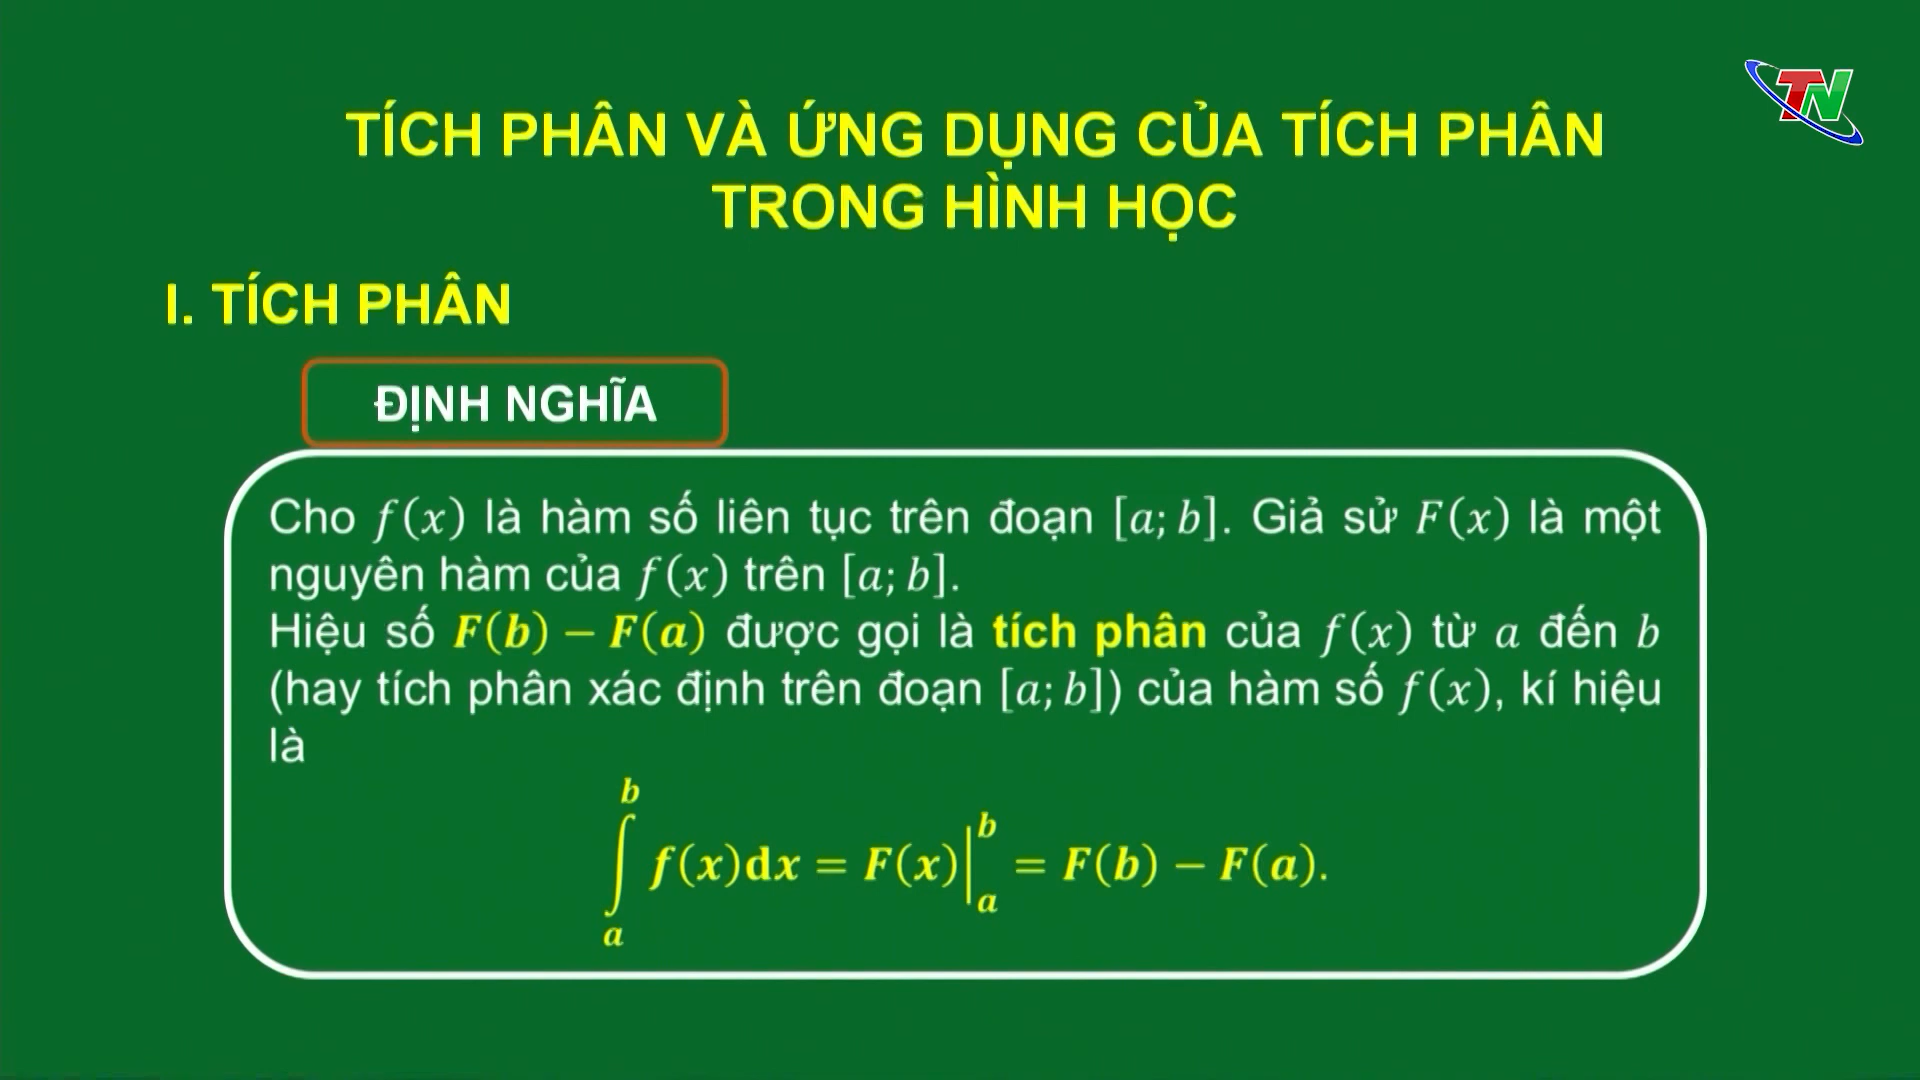 TN
TÍCH PHÂN VÀ ỨNG DỤNG CỦA TÍCH PHÂN
TRONG HÌNH HỌC
I. TÍCH PHÂN
ĐỊNH NGHĨA
Cho f(x) là hàm số liên tục trên đoạn [a; b]. Giả sử F(x) là một
nguyên hàm của f(x) trên [a; b].
Hiệu số F(b) − F(a) được gọi là tích phân của f(x) từ a đến b
(hay tích phân xác định trên đoạn [a; b]) của hàm số f(x), kí hiệu
là
∫_a^b f(x)dx = F(x)|_a^b = F(b) − F(a).